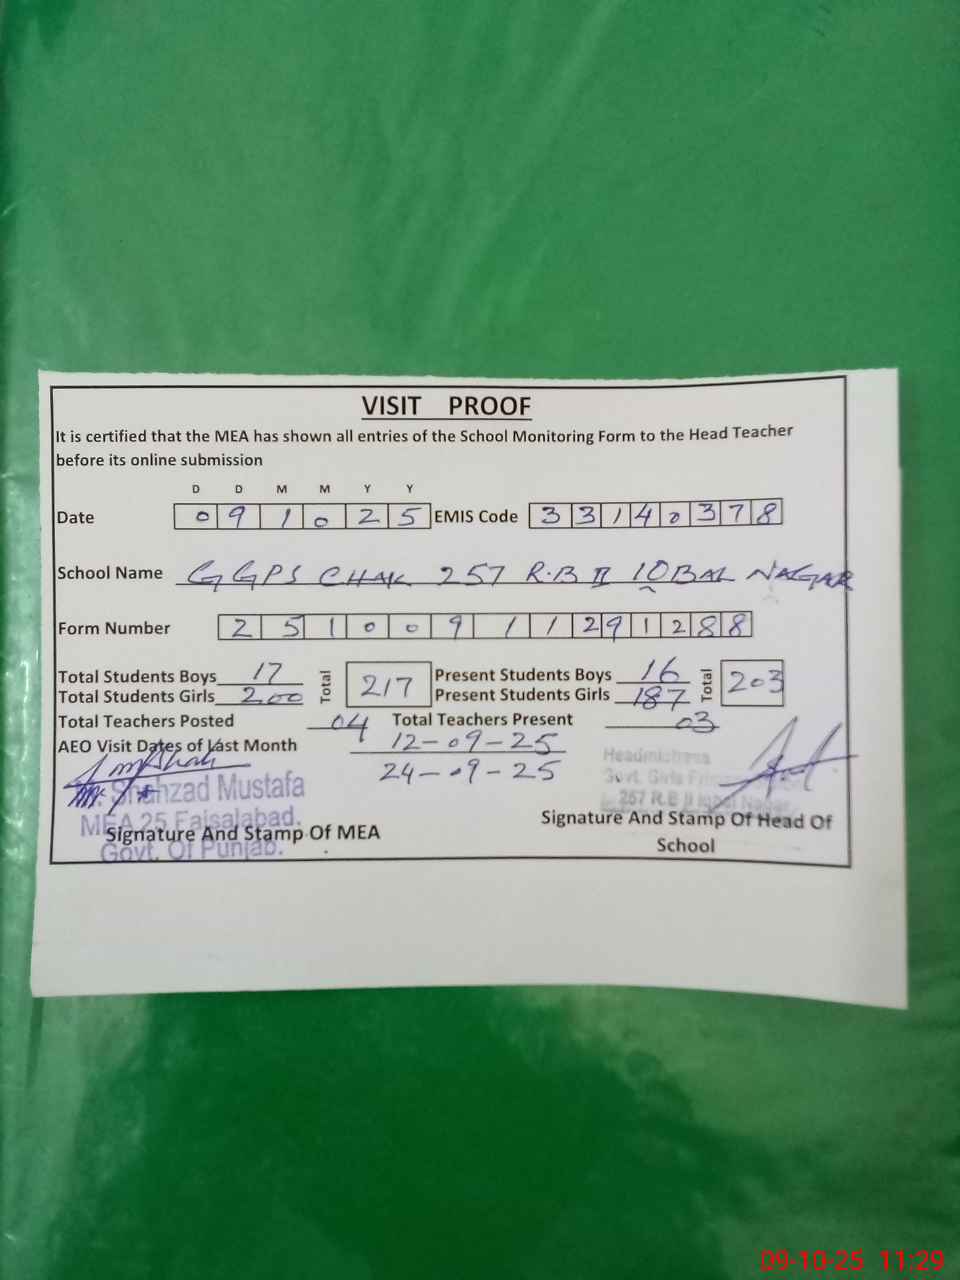 VISIT PROOF
It is certified that the MEA has shown all entries of the School Monitoring Form to the Head Teacher
before its online submission
D D M M Y Y
Date 0 9 1 0 2 5 EMIS Code 3 3 1 4 0 3 7 8
School Name GGPS CHAK 257 R.B II IQBAL NAGAR
Form Number 2 5 1 0 0 9 1 1 2 9 1 2 8 8
Total Students Boys 17 Total 217 Present Students Boys 16 Total 203
Total Students Girls 200 Present Students Girls 187
Total Teachers Posted 04 Total Teachers Present 03
AEO Visit Dates of Last Month 12-09-25
24-09-25
Shahzad Mustafa
MEA 25 Faisalabad.
Govt. Of Punjab.
Signature And Stamp Of MEA
Headmistress
Govt. Girls
257 R.B II Iqbal Nagar
Signature And Stamp Of Head Of
School
09-10-25 11:29